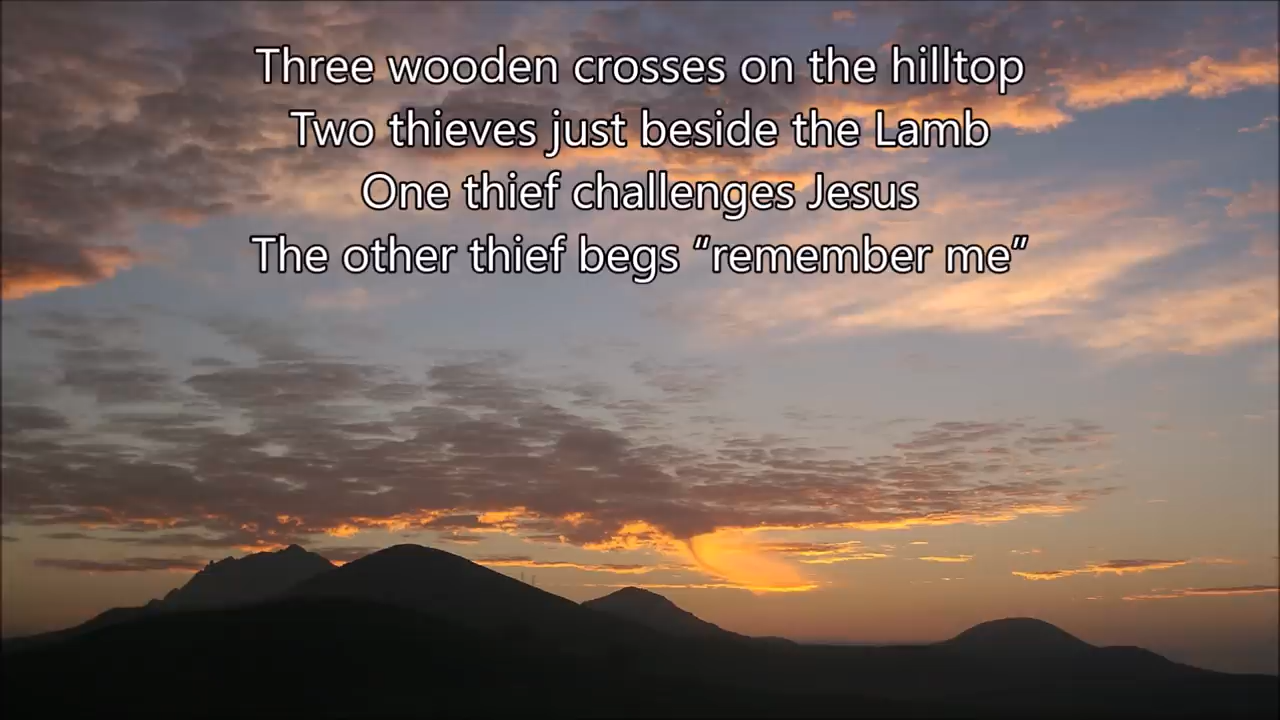 Three wooden crosses on the hilltop
Two thieves just beside the Lamb
One thief challenges Jesus
The other thief begs “remember me”